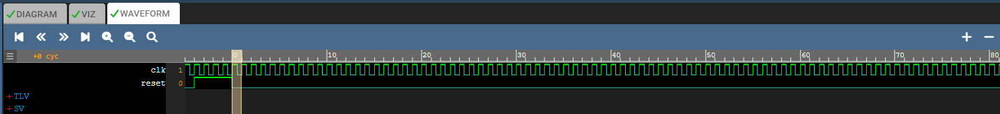 DIAGRAM VIZ WAVEFORM
+0 cyc 0 10 20 30 40 50 60 70 80
clk 1
reset 0
+TLV
+SV